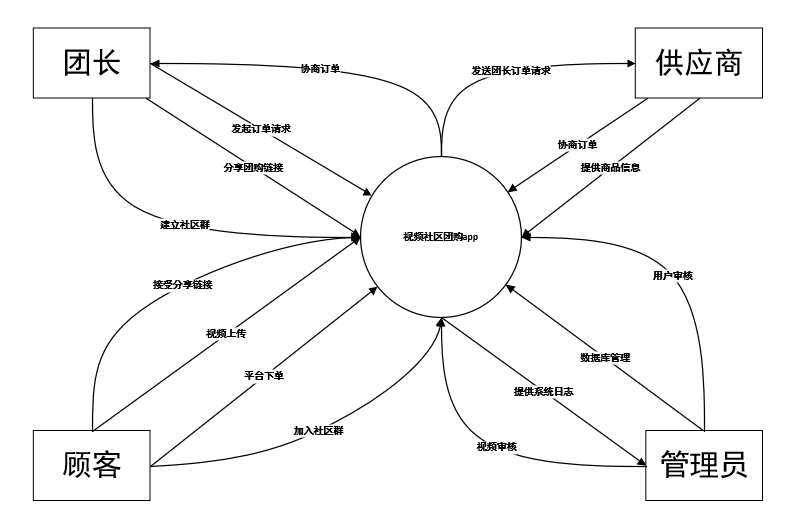 团长
供应商
协商订单
发送团长订单请求
发起订单请求
协商订单
分享团购链接
提供商品信息
建立社区群
视频社区团购app
接受分享链接
用户审核
视频上传
数据库管理
平台下单
提供系统日志
加入社区群
视频审核
顾客
管理员